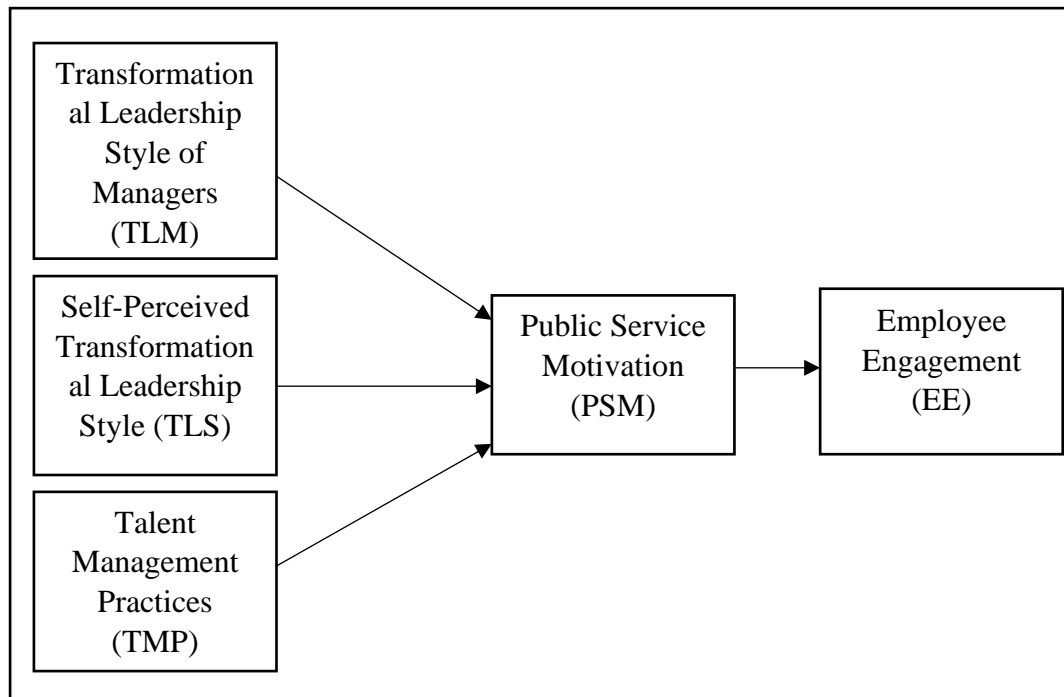 Transformation
al Leadership
Style of
Managers
(TLM)
Self-Perceived
Transformation
al Leadership
Style (TLS)
Talent
Management
Practices
(TMP)
Public Service
Motivation
(PSM)
Employee
Engagement
(EE)